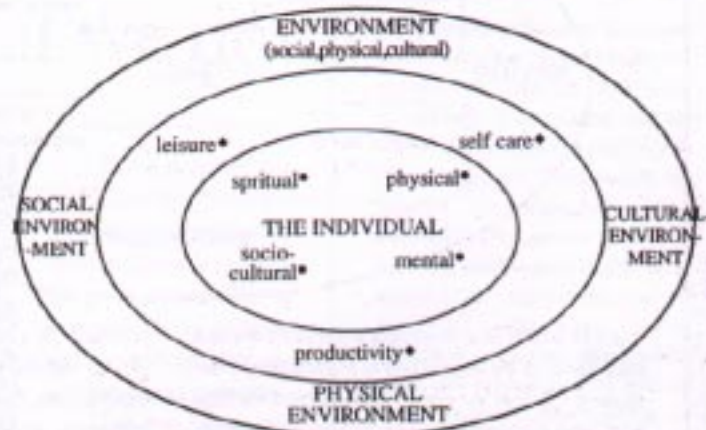 ENVIRONMENT
(social,physical,cultural)
leisure◆
self care◆
spritual●
physical●
SOCIAL
ENVIRON
-MENT
THE INDIVIDUAL
CULTURAL
ENVIRON-
MENT
socio-
cultural●
mental●
productivity◆
PHYSICAL
ENVIRONMENT